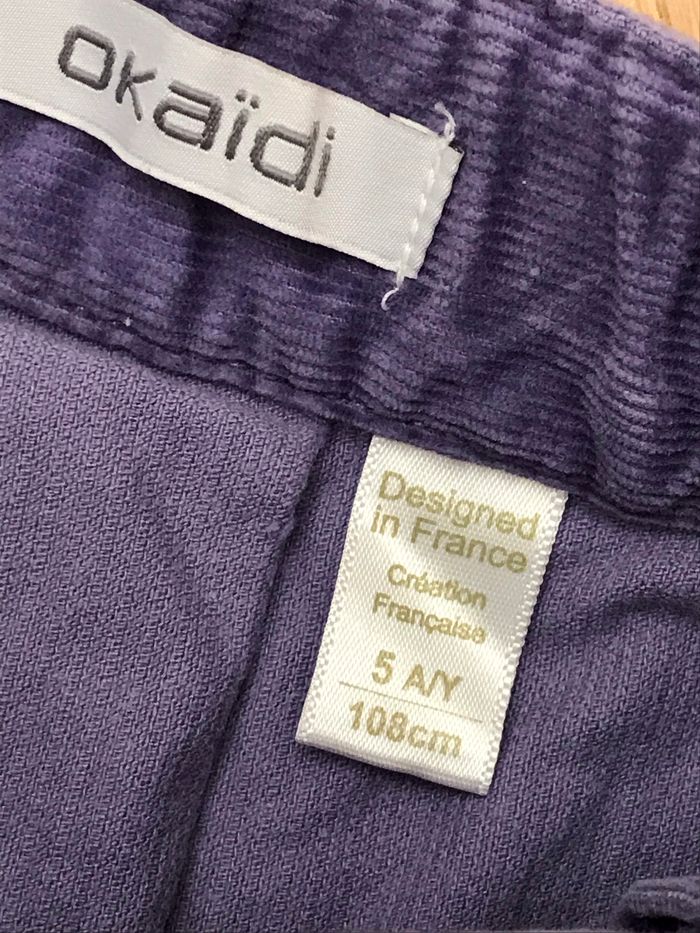 okaïdi
Designed
in France
Création
Française
5 A/Y
108cm